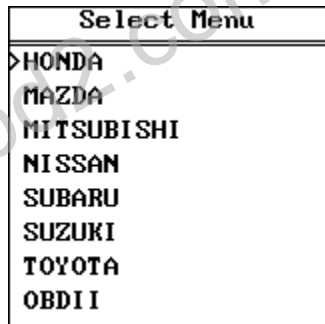 Select Menu
>HONDA
MAZDA
MITSUBISHI
NISSAN
SUBARU
SUZUKI
TOYOTA
OBDII